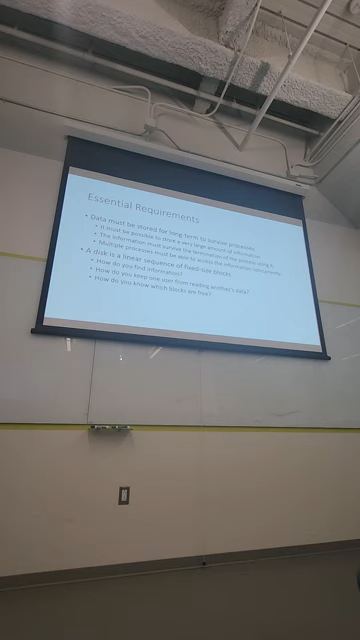 Essential Requirements
• Data must be stored for long-term to survive processes
• It must be possible to store a very large amount of information
• The information must survive the termination of the process using it
• Multiple processes must be able to access the information concurrently
• A disk is a linear sequence of fixed-size blocks
• How do you find information?
• How do you keep one user from reading another's data?
• How do you know which blocks are free?